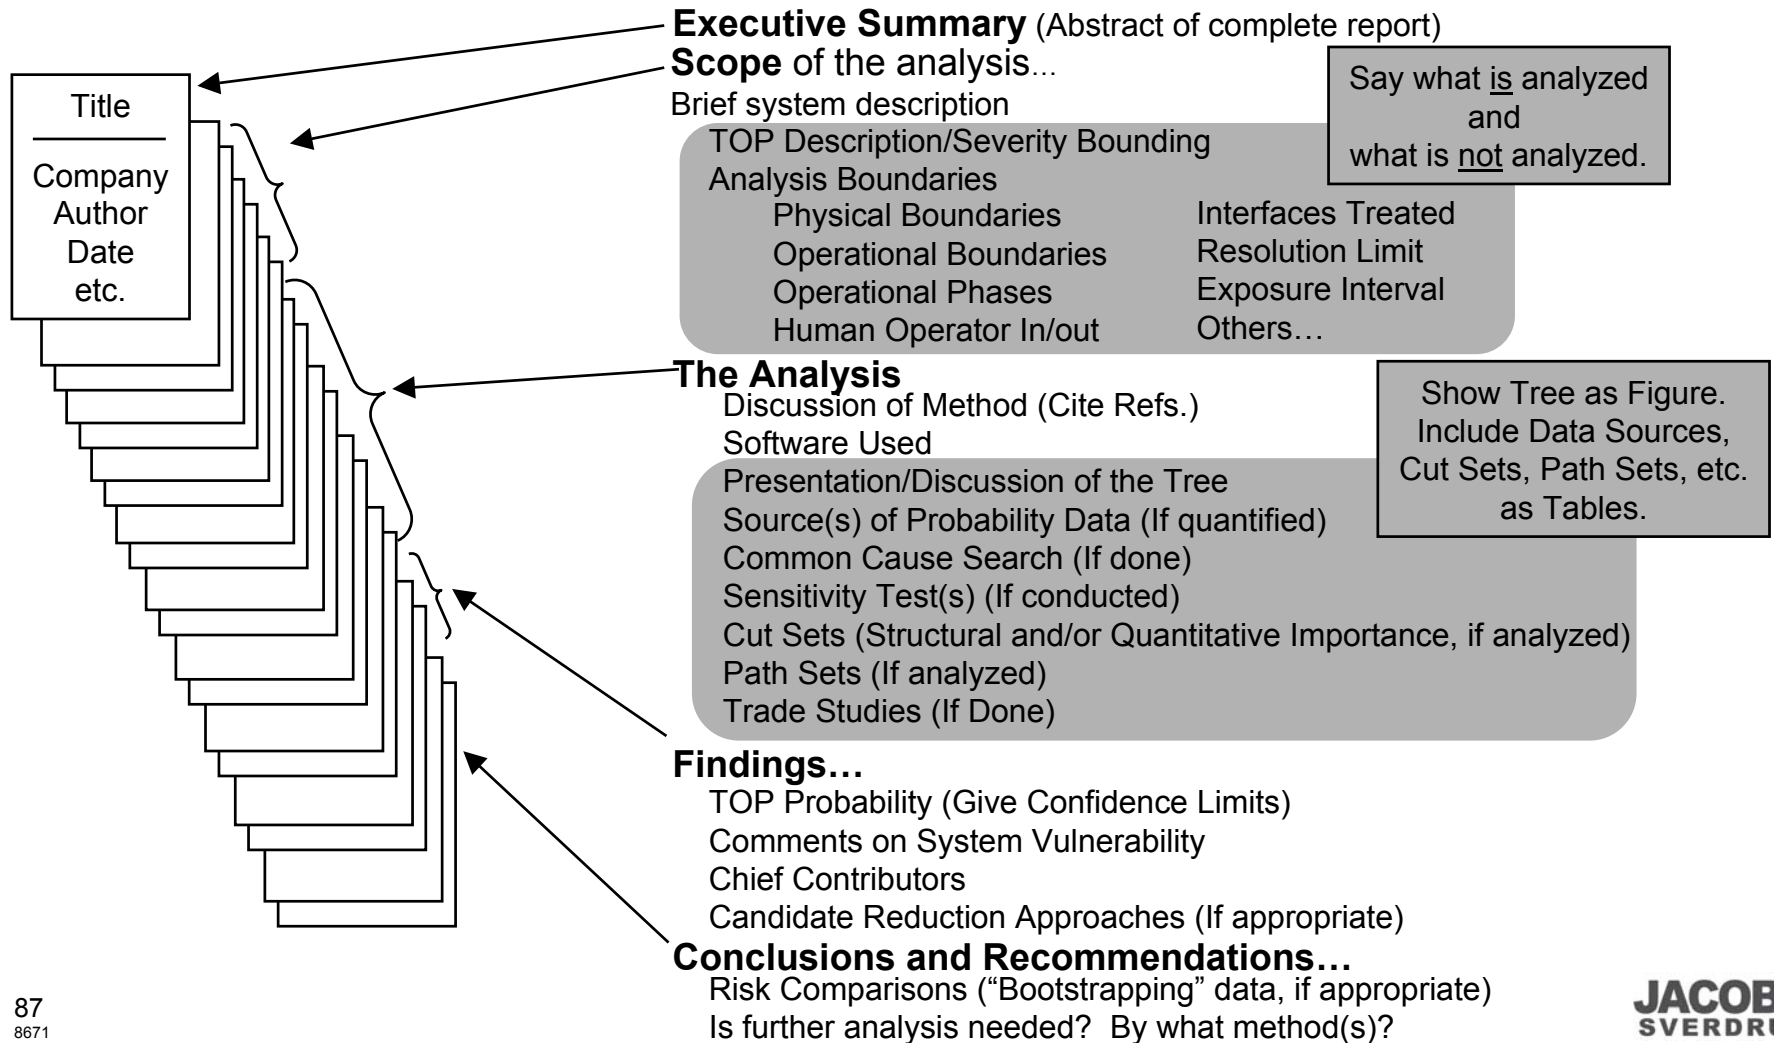 Title
Company
Author
Date
etc.
Executive Summary (Abstract of complete report)
Scope of the analysis…
Brief system description
TOP Description/Severity Bounding
Analysis Boundaries
Physical Boundaries
Operational Boundaries
Operational Phases
Human Operator In/out
Interfaces Treated
Resolution Limit
Exposure Interval
Others…
Say what is analyzed
and
what is not analyzed.
The Analysis
Discussion of Method (Cite Refs.)
Software Used
Presentation/Discussion of the Tree
Source(s) of Probability Data (If quantified)
Common Cause Search (If done)
Sensitivity Test(s) (If conducted)
Cut Sets (Structural and/or Quantitative Importance, if analyzed)
Path Sets (If analyzed)
Trade Studies (If Done)
Show Tree as Figure.
Include Data Sources,
Cut Sets, Path Sets, etc.
as Tables.
Findings…
TOP Probability (Give Confidence Limits)
Comments on System Vulnerability
Chief Contributors
Candidate Reduction Approaches (If appropriate)
Conclusions and Recommendations…
Risk Comparisons (“Bootstrapping” data, if appropriate)
Is further analysis needed?  By what method(s)?
87
8671